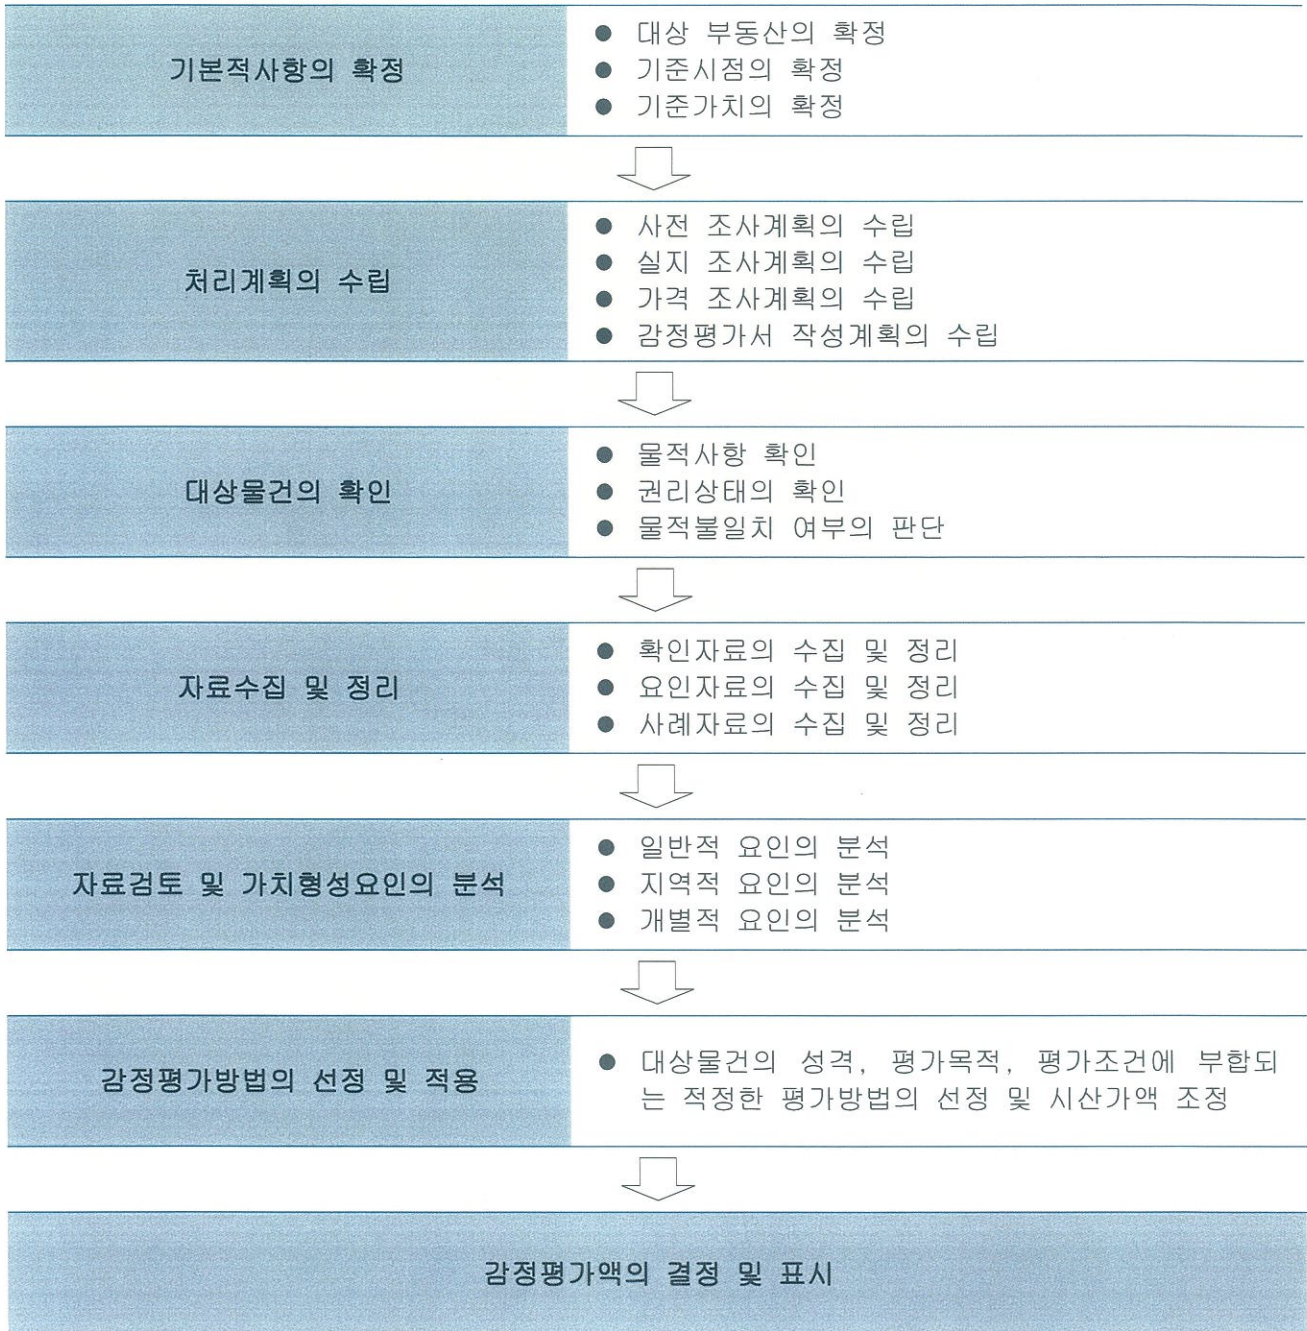 기본적사항의 확정
● 대상 부동산의 확정
● 기준시점의 확정
● 기준가치의 확정
처리계획의 수립
● 사전 조사계획의 수립
● 실지 조사계획의 수립
● 가격 조사계획의 수립
● 감정평가서 작성계획의 수립
대상물건의 확인
● 물적사항 확인
● 권리상태의 확인
● 물적불일치 여부의 판단
자료수집 및 정리
● 확인자료의 수집 및 정리
● 요인자료의 수집 및 정리
● 사례자료의 수집 및 정리
자료검토 및 가치형성요인의 분석
● 일반적 요인의 분석
● 지역적 요인의 분석
● 개별적 요인의 분석
감정평가방법의 선정 및 적용
● 대상물건의 성격, 평가목적, 평가조건에 부합되
는 적정한 평가방법의 선정 및 시산가액 조정
감정평가액의 결정 및 표시